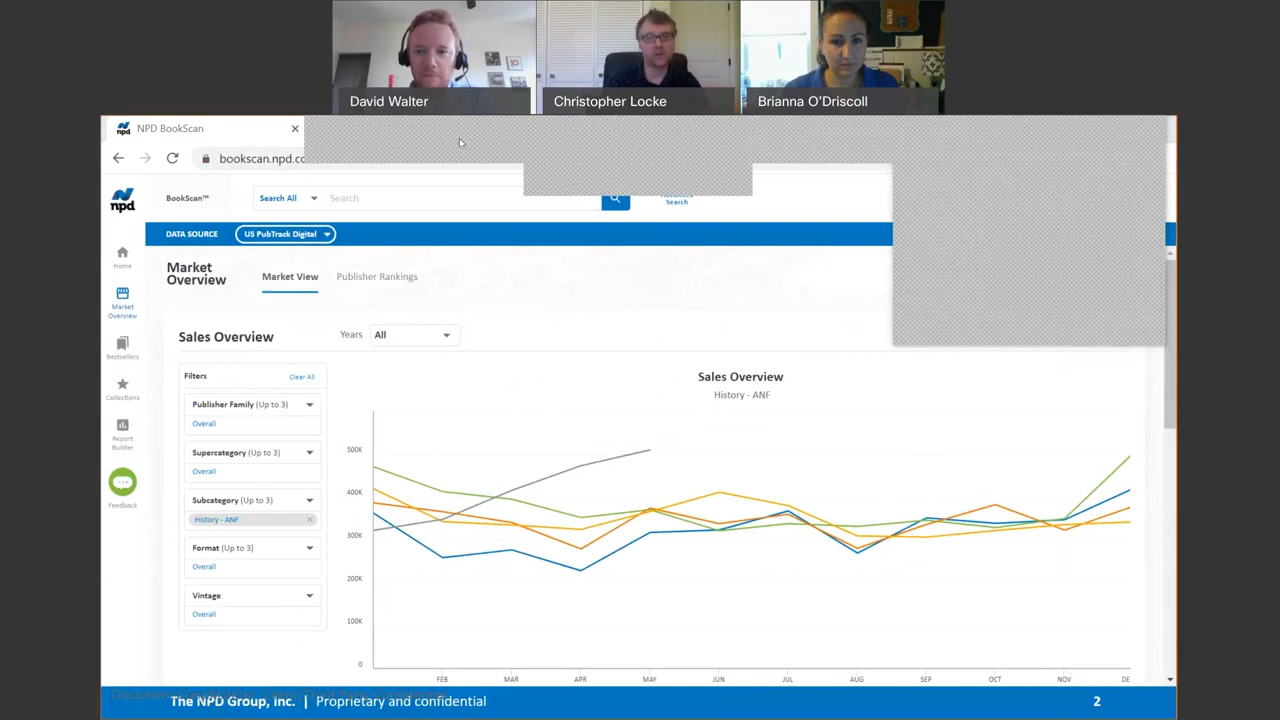 David Walter
Christopher Locke
Brianna O'Driscoll
npd NPD BookScan ×
bookscan.npd.co
npd
BookScan™
Search All
Search
Search
DATA SOURCE
US PubTrack Digital
Home
Market Overview
Bestsellers
Collections
Report Builder
Feedback
Market
Overview
Market View
Publisher Rankings
Sales Overview
Years
All
Filters
Clear All
Publisher Family (Up to 3)
Overall
Supercategory (Up to 3)
Overall
Subcategory (Up to 3)
History - ANF ×
Format (Up to 3)
Overall
Vintage
Overall
Sales Overview
History - ANF
500K
400K
300K
200K
100K
0
FEB MAR APR MAY JUN JUL AUG SEP OCT NOV DE
The NPD Group, Inc. | Proprietary and confidential
2